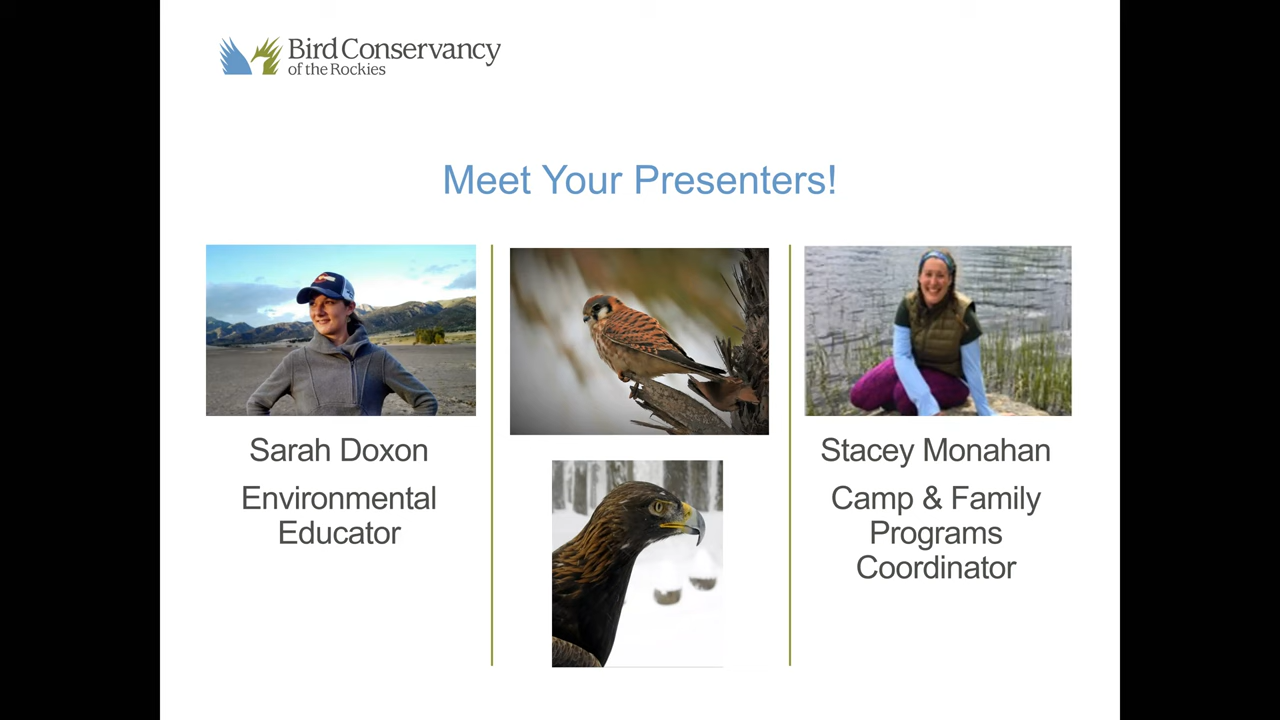 Bird Conservancy
of the Rockies
Meet Your Presenters!
Sarah Doxon
Environmental
Educator
Stacey Monahan
Camp & Family
Programs
Coordinator